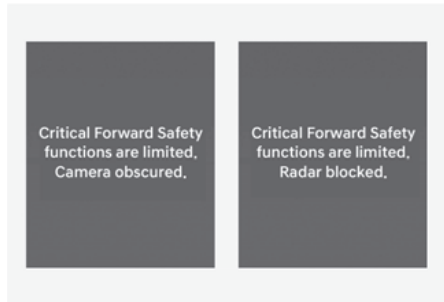 Critical Forward Safety
functions are limited.
Camera obscured.
Critical Forward Safety
functions are limited.
Radar blocked.